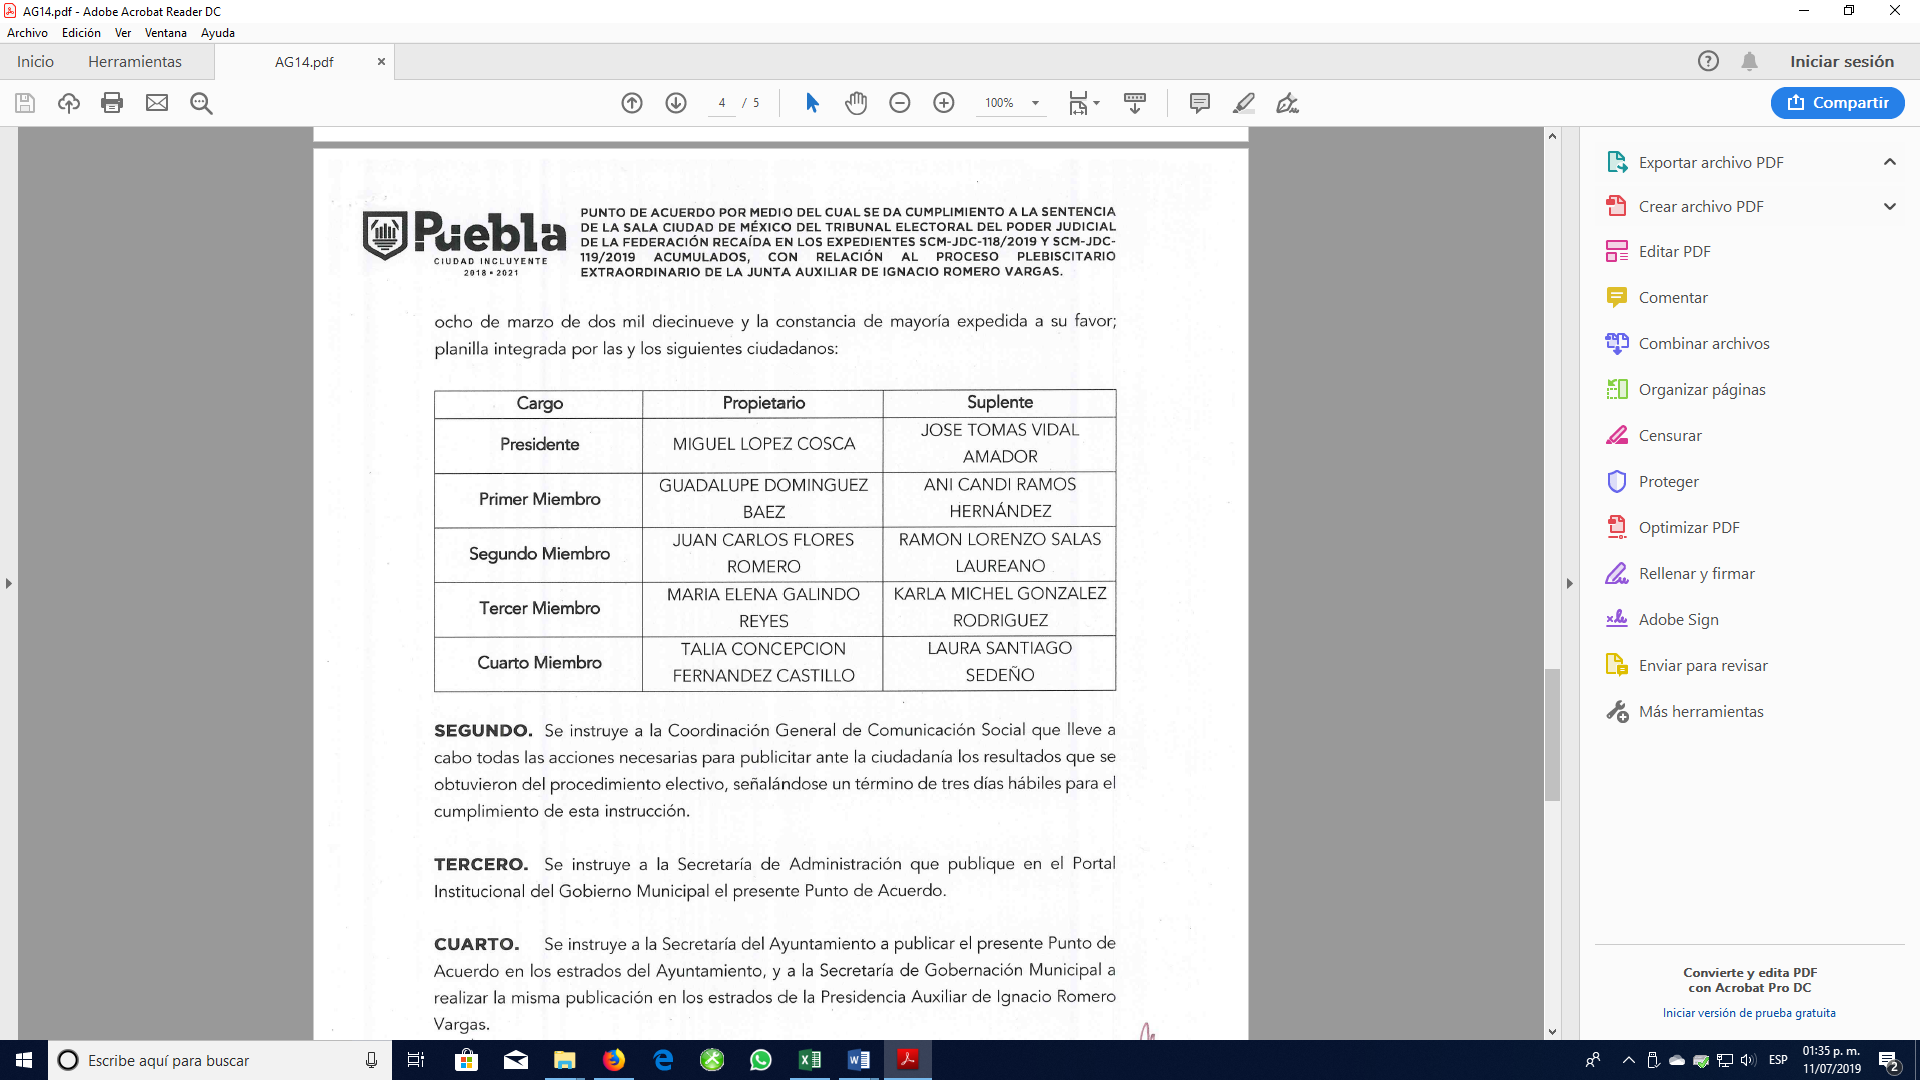 AG14.pdf - Adobe Acrobat Reader DC
Archivo Edición Ver Ventana Ayuda
Inicio Herramientas AG14.pdf Iniciar sesión
4 / 5 100% Compartir
Puebla
CIUDAD INCLUYENTE
2018 • 2021
PUNTO DE ACUERDO POR MEDIO DEL CUAL SE DA CUMPLIMIENTO A LA SENTENCIA
DE LA SALA CIUDAD DE MÉXICO DEL TRIBUNAL ELECTORAL DEL PODER JUDICIAL
DE LA FEDERACIÓN RECAÍDA EN LOS EXPEDIENTES SCM-JDC-118/2019 Y SCM-JDC-
119/2019 ACUMULADOS, CON RELACIÓN AL PROCESO PLEBISCITARIO
EXTRAORDINARIO DE LA JUNTA AUXILIAR DE IGNACIO ROMERO VARGAS.
ocho de marzo de dos mil diecinueve y la constancia de mayoría expedida a su favor;
planilla integrada por las y los siguientes ciudadanos:
Cargo Propietario Suplente
Presidente MIGUEL LOPEZ COSCA JOSE TOMAS VIDAL
AMADOR
Primer Miembro GUADALUPE DOMINGUEZ
BAEZ
ANI CANDI RAMOS
HERNÁNDEZ
Segundo Miembro JUAN CARLOS FLORES
ROMERO
RAMON LORENZO SALAS
LAUREANO
Tercer Miembro MARIA ELENA GALINDO
REYES
KARLA MICHEL GONZALEZ
RODRIGUEZ
Cuarto Miembro TALIA CONCEPCION
FERNANDEZ CASTILLO
LAURA SANTIAGO
SEDEÑO
SEGUNDO. Se instruye a la Coordinación General de Comunicación Social que lleve a
cabo todas las acciones necesarias para publicitar ante la ciudadanía los resultados que se
obtuvieron del procedimiento electivo, señalándose un término de tres días hábiles para el
cumplimiento de esta instrucción.
TERCERO. Se instruye a la Secretaría de Administración que publique en el Portal
Institucional del Gobierno Municipal el presente Punto de Acuerdo.
CUARTO. Se instruye a la Secretaría del Ayuntamiento a publicar el presente Punto de
Acuerdo en los estrados del Ayuntamiento, y a la Secretaría de Gobernación Municipal a
realizar la misma publicación en los estrados de la Presidencia Auxiliar de Ignacio Romero
Vargas.
Exportar archivo PDF
Crear archivo PDF
Editar PDF
Comentar
Combinar archivos
Organizar páginas
Censurar
Proteger
Optimizar PDF
Rellenar y firmar
Adobe Sign
Enviar para revisar
Más herramientas
Convierte y edita PDF
con Acrobat Pro DC
Iniciar versión de prueba gratuita
Escribe aquí para buscar
ESP
01:35 p. m.
11/07/2019
2